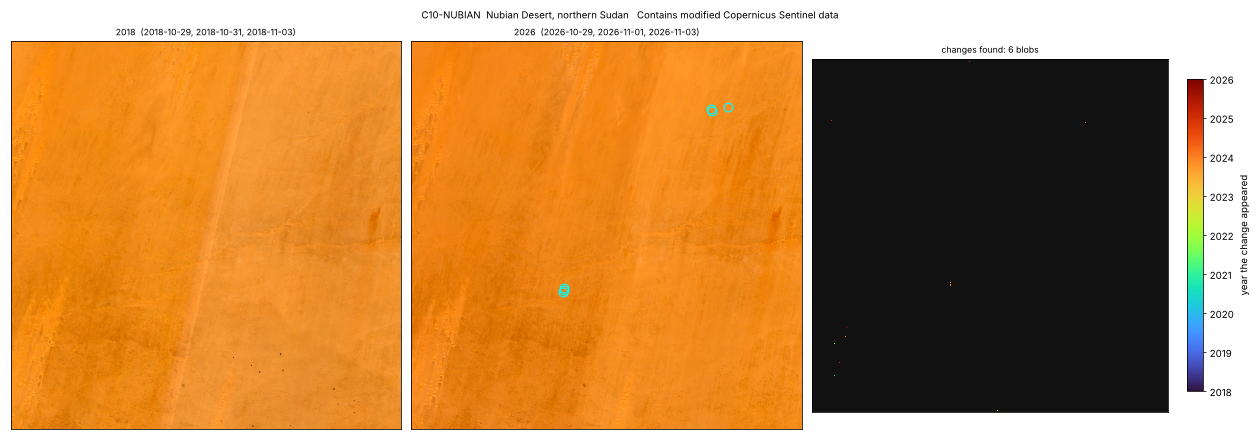 C10-NUBIAN  Nubian Desert, northern Sudan   Contains modified Copernicus Sentinel data
2018  (2018-10-29, 2018-10-31, 2018-11-03)
2026  (2026-10-29, 2026-11-01, 2026-11-03)
changes found: 6 blobs
2026
2025
2024
2023
2022
2021
2020
2019
2018
year the change appeared